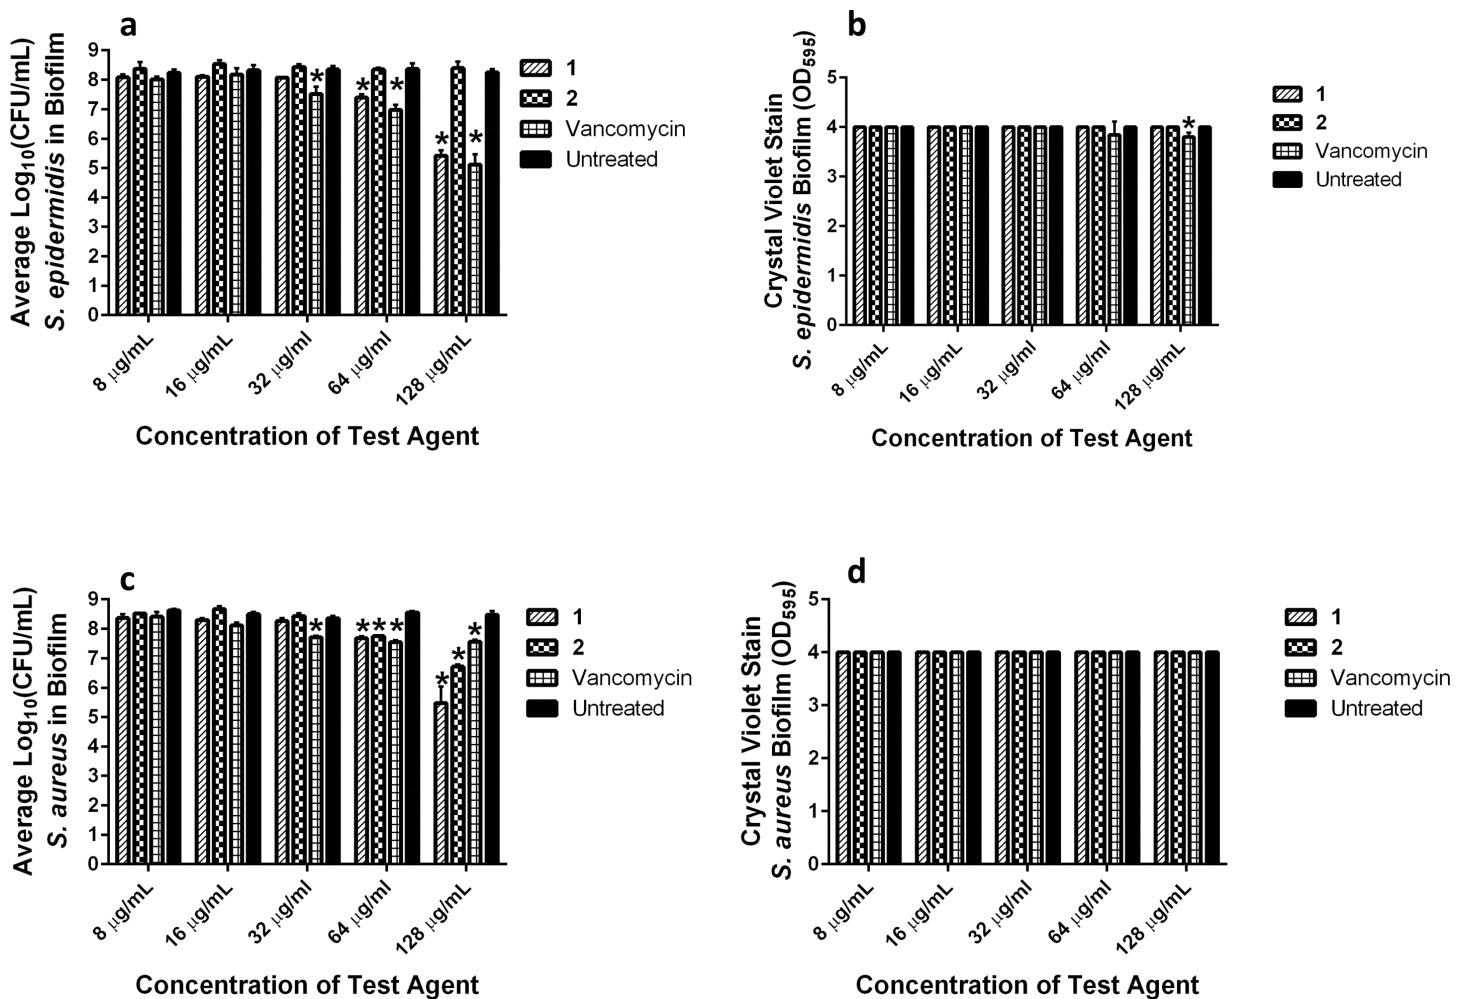 a
Average Log10(CFU/mL)
S. epidermidis in Biofilm
9
8
7
6
5
4
3
2
1
0
* * * * *
8 µg/mL
16 µg/mL
32 µg/ml
64 µg/ml
128 µg/mL
Concentration of Test Agent
1
2
Vancomycin
Untreated
b
Crystal Violet Stain
S. epidermidis Biofilm (OD595)
5
4
3
2
1
0
*
8 µg/mL
16 µg/mL
32 µg/ml
64 µg/ml
128 µg/mL
Concentration of Test Agent
1
2
Vancomycin
Untreated
c
Average Log10(CFU/mL)
S. aureus in Biofilm
9
8
7
6
5
4
3
2
1
0
* * * * * * *
8 µg/mL
16 µg/mL
32 µg/ml
64 µg/ml
128 µg/mL
Concentration of Test Agent
1
2
Vancomycin
Untreated
d
Crystal Violet Stain
S. aureus Biofilm (OD595)
5
4
3
2
1
0
8 µg/mL
16 µg/mL
32 µg/ml
64 µg/ml
128 µg/mL
Concentration of Test Agent
1
2
Vancomycin
Untreated